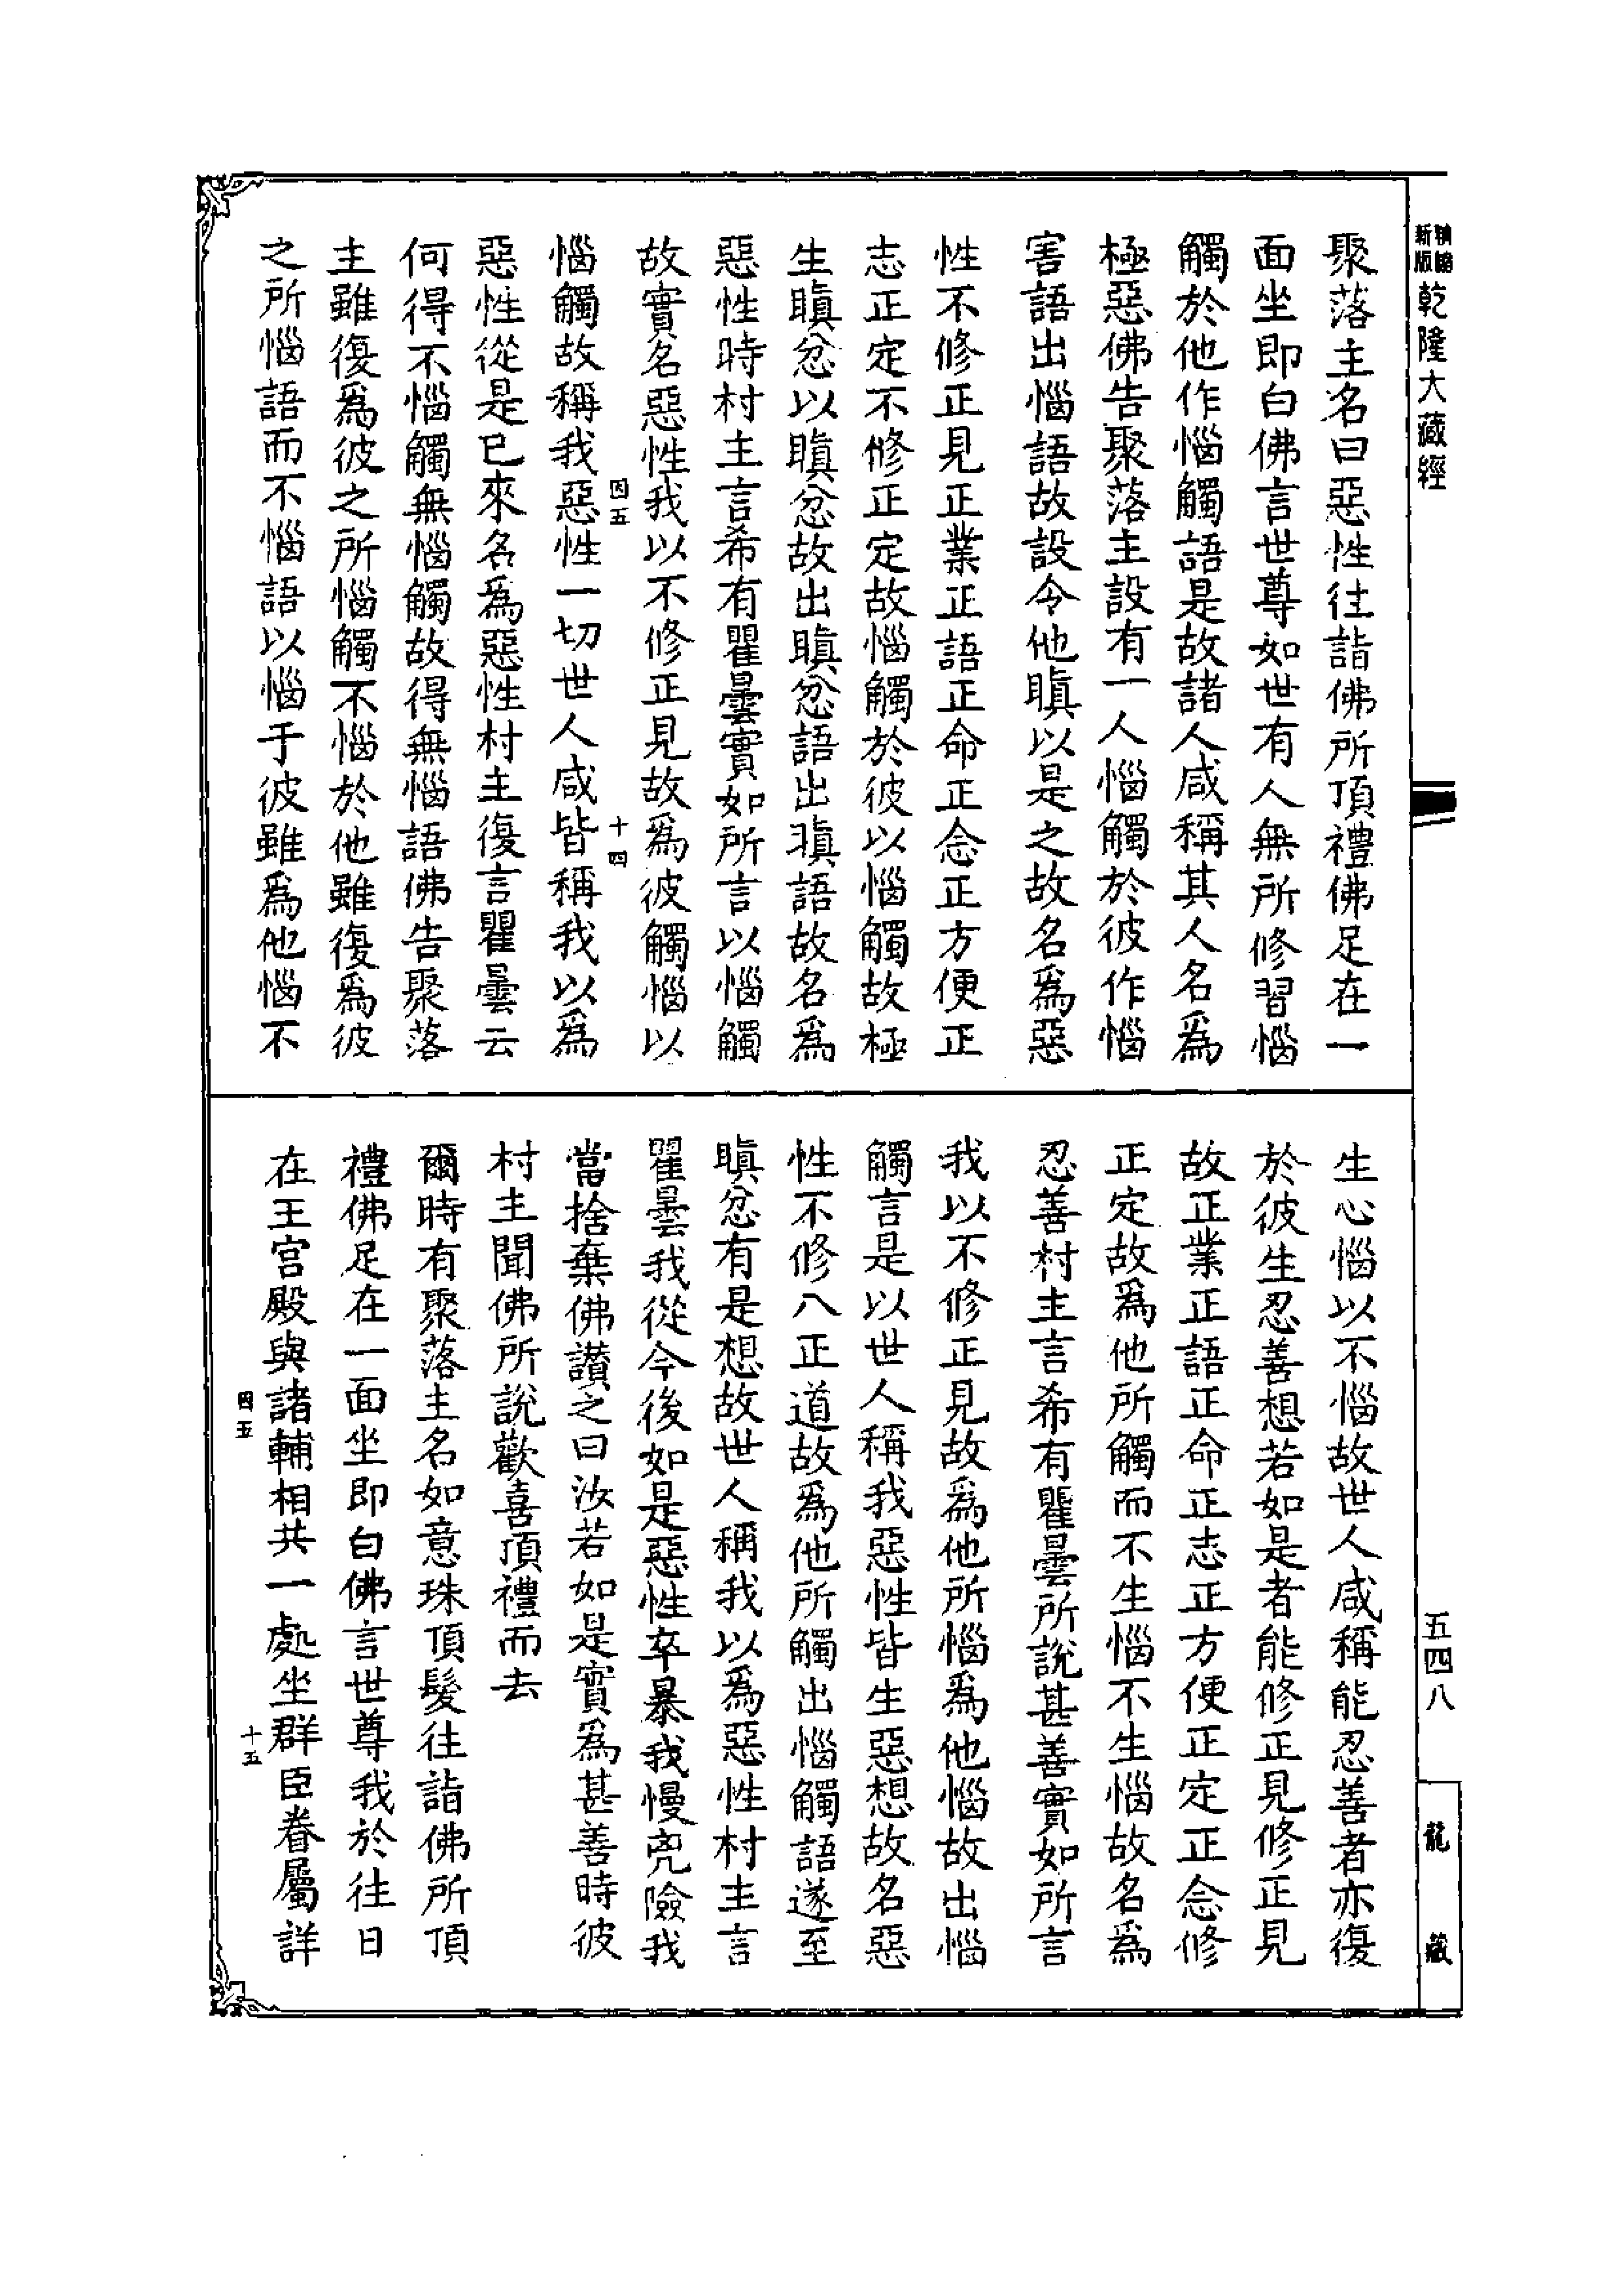 新版
乾隆大藏經
聚落主名曰惡性往詣佛所頂禮佛足在一
面坐即白佛言世尊如世有人無所修習惱
觸於他作惱觸語是故諸人咸稱其人名爲
極惡佛告聚落主設有一人惱觸於彼作惱
害語出惱語故設令他瞋以是之故名爲惡
性不修正見正業正語正命正念正方便正
志正定不修正定故惱觸於彼以惱觸故極
生瞋忿以瞋忿故出瞋忿語出瞋語故名爲
惡性時村主言希有瞿曇實如所言以惱觸
故實名惡性我以不修正見故爲彼觸惱以
因五
十四
惱觸故稱我惡性一切世人咸皆稱我以爲
惡性從是已來名爲惡性村主復言瞿曇云
何得不惱觸無惱觸故得無惱語佛告聚落
主雖復爲彼之所惱觸不惱於他雖復爲彼
之所惱語而不惱語以惱于彼雖爲他惱不
生心惱以不惱故世人咸稱能忍善者亦復
於彼生忍善想若如是者能修正見修正見
故正業正語正命正志正方便正定正念修
正定故爲他所觸而不生惱不生惱故名爲
忍善村主言希有瞿曇所說甚善實如所言
我以不修正見故爲他所惱爲他惱故出惱
觸言是以世人稱我惡性皆生惡想故名惡
性不修八正道故爲他所觸出惱觸語遂至
瞋忿有是想故世人稱我以爲惡性村主言
瞿曇我從今後如是惡性卒暴我慢兇險我
當捨棄佛讚之曰汝若如是實爲甚善時彼
村主聞佛所說歡喜頂禮而去
爾時有聚落主名如意珠頂髮往詣佛所頂
禮佛足在一面坐即白佛言世尊我於往日
在王宮殿與諸輔相共一處坐群臣眷屬詳
因五
十五
五四八
龍藏